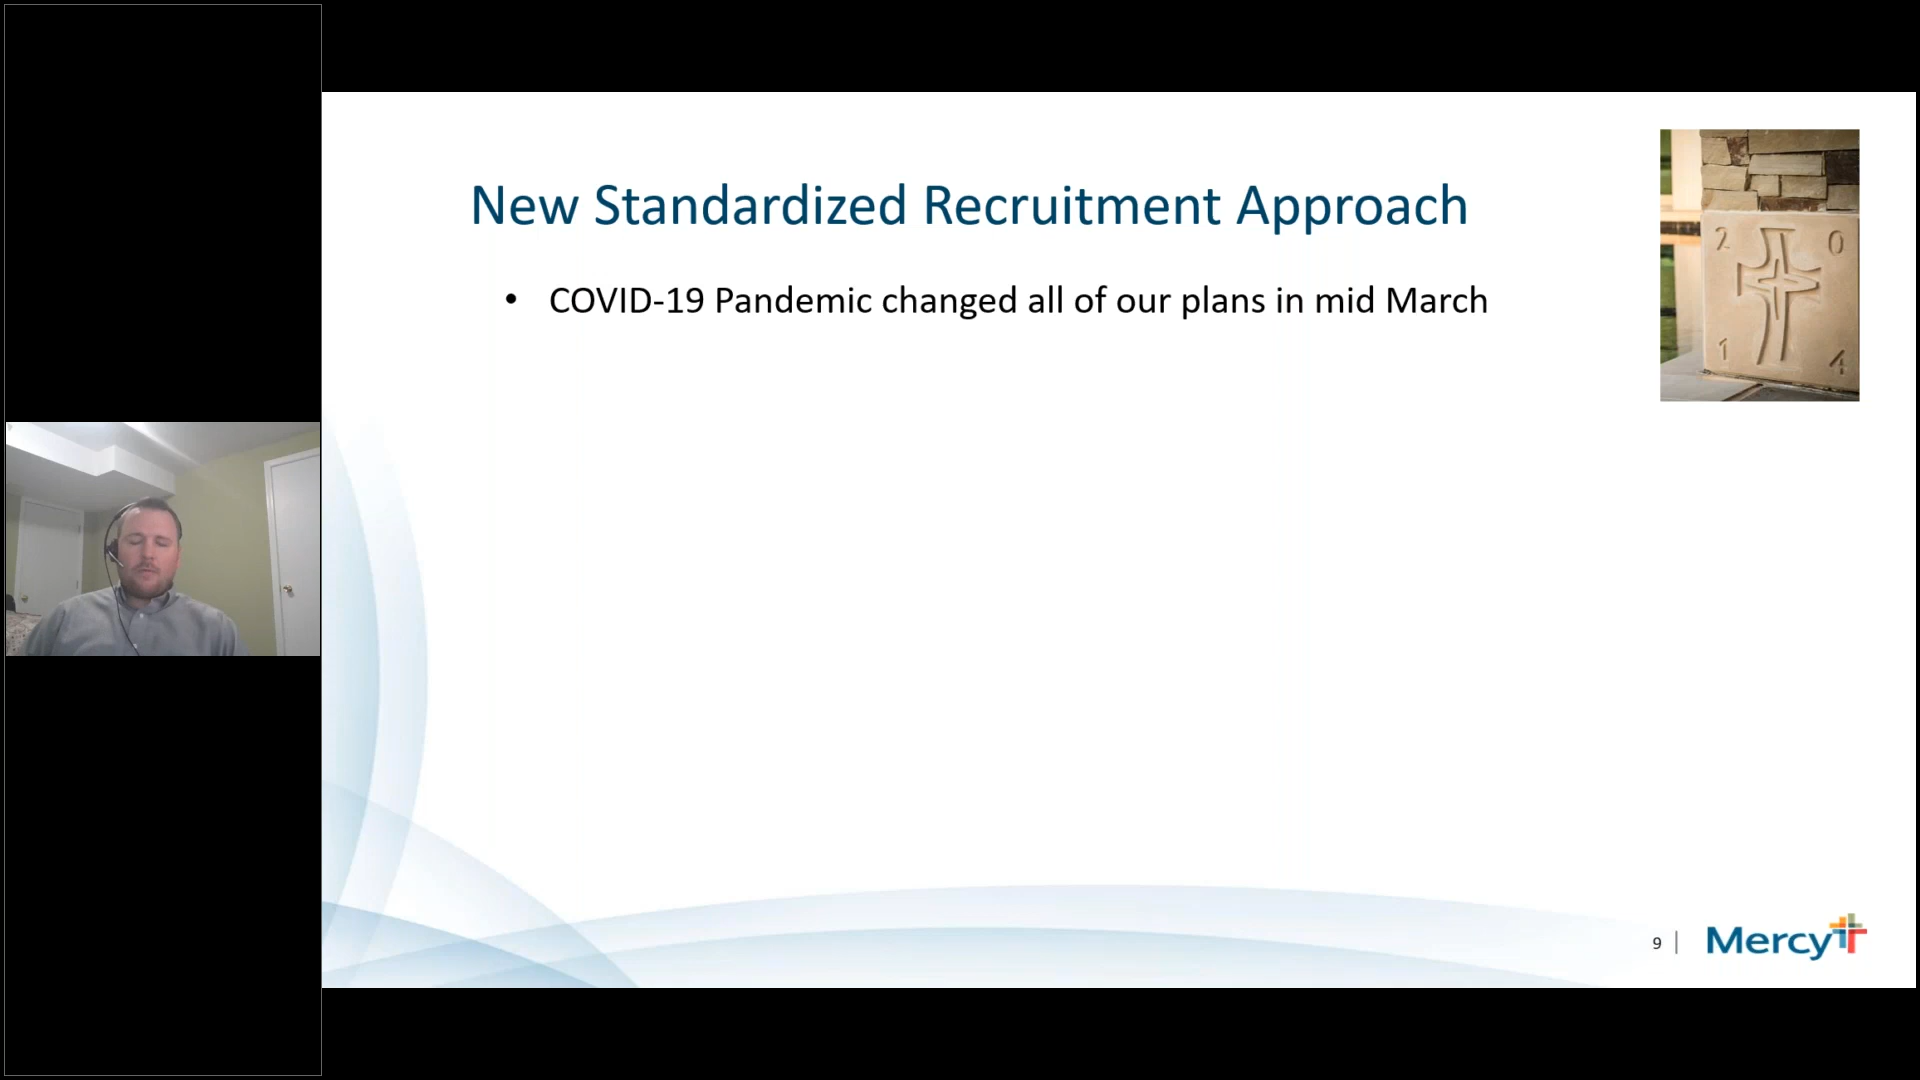 New Standardized Recruitment Approach
• COVID-19 Pandemic changed all of our plans in mid March
2 0
1 4
9 |
Mercy